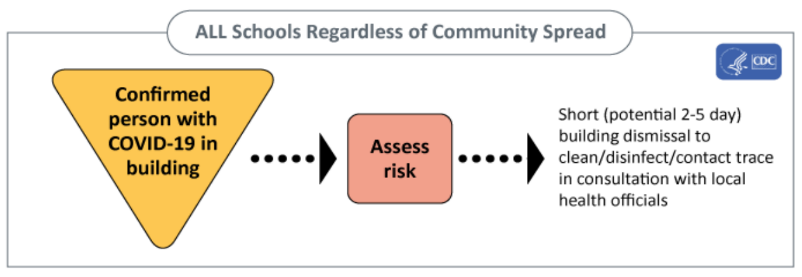 ALL Schools Regardless of Community Spread
CDC
Confirmed
person with
COVID-19 in
building
Assess
risk
Short (potential 2-5 day)
building dismissal to
clean/disinfect/contact trace
in consultation with local
health officials